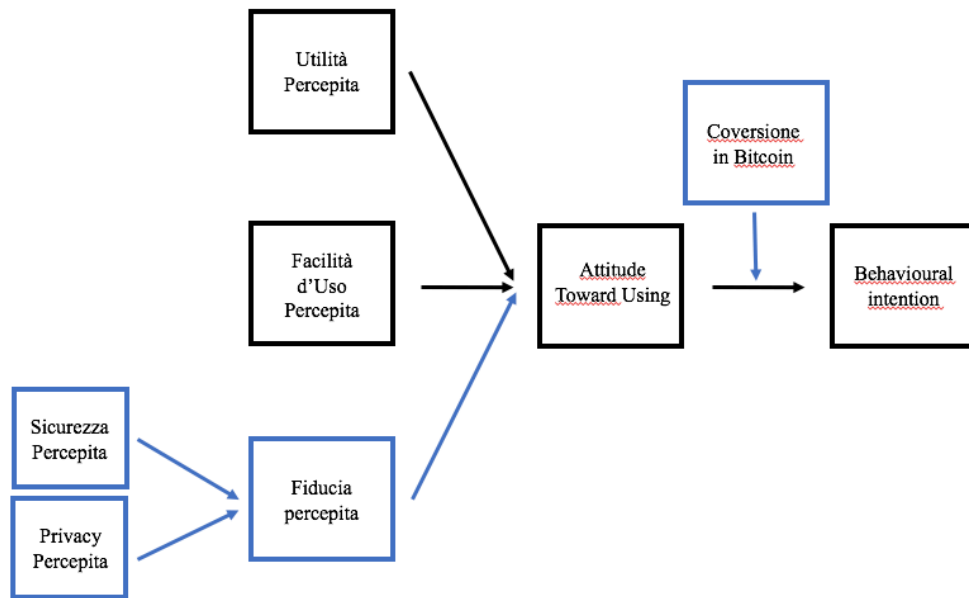 Utilità
Percepita
Coversione
in Bitcoin
Facilità
d'Uso
Percepita
Attitude
Toward Using
Behavioural
intention
Sicurezza
Percepita
Fiducia
percepita
Privacy
Percepita